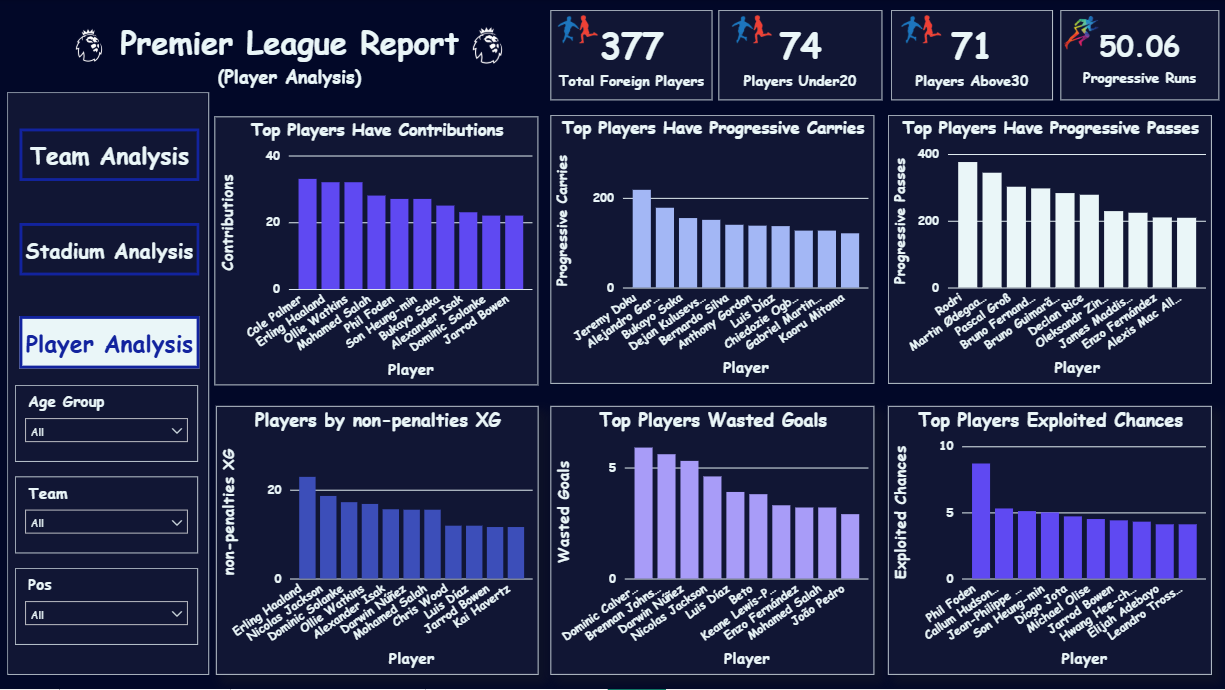 Premier League Report
(Player Analysis)
377
Total Foreign Players
74
Players Under20
71
Players Above30
50.06
Progressive Runs
Team Analysis
Stadium Analysis
Player Analysis
Age Group
All
Team
All
Pos
All
Top Players Have Contributions
Contributions
40
20
0
Cole Palmer
Erling Haaland
Ollie Watkins
Mohamed Salah
Phil Foden
Son Heung-min
Bukayo Saka
Alexander Isak
Dominic Solanke
Jarrod Bowen
Player
Top Players Have Progressive Carries
Progressive Carries
200
0
Jeremy Doku
Alejandro Gar...
Bukayo Saka
Dejan Kulusevs...
Bernardo Silva
Anthony Gordon
Luis Díaz
Chiedozie Ogb...
Gabriel Martin...
Kaoru Mitoma
Player
Top Players Have Progressive Passes
Progressive Passes
400
200
0
Rodri
Martin Ødegaa...
Pascal Groß
Bruno Fernand...
Bruno Guimarã...
Declan Rice
Oleksandr Zin...
James Maddis...
Enzo Fernández
Alexis Mac All...
Player
Players by non-penalties XG
non-penalties XG
20
0
Erling Haaland
Nicolas Jackson
Dominic Solanke
Ollie Watkins
Alexander Isak
Darwin Núñez
Mohamed Salah
Chris Wood
Luis Díaz
Jarrod Bowen
Kai Havertz
Player
Top Players Wasted Goals
Wasted Goals
5
0
Dominic Calver...
Brennan Johns...
Darwin Núñez
Nicolas Jackson
Luis Díaz
Beto
Keane Lewis-P...
Enzo Fernández
Mohamed Salah
João Pedro
Player
Top Players Exploited Chances
Exploited Chances
10
5
0
Phil Foden
Callum Hudson...
Jean-Philippe ...
Son Heung-min
Diogo Jota
Michael Olise
Jarrod Bowen
Hwang Hee-ch...
Elijah Adebayo
Leandro Tross...
Player